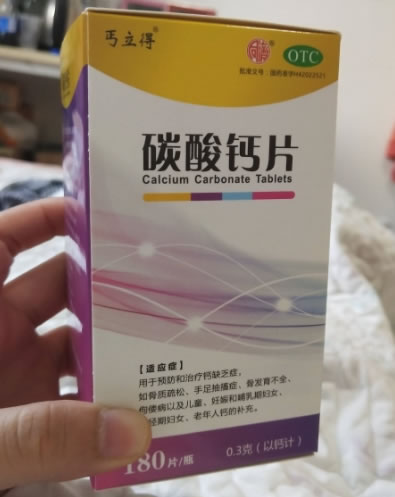 丐立得®
OTC
碳酸钙片
Calcium Carbonate Tablets
【适应症】
用于预防和治疗钙缺乏症,
如骨质疏松、手足抽搐症、骨发育不全、
佝偻病以及儿童、妊娠和哺乳期妇女、
经期妇女、老年人钙的补充。
180片/瓶
0.3克(以钙计)